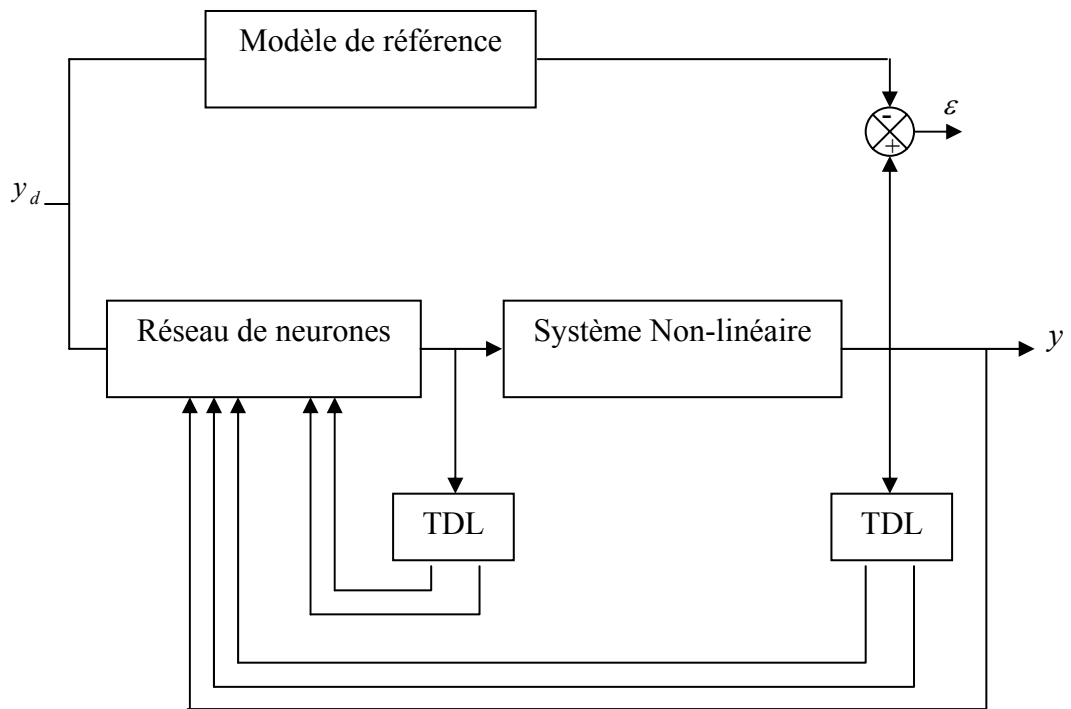 Modèle de référence
-
ε
+
y_d
Réseau de neurones
Système Non-linéaire
y
TDL
TDL